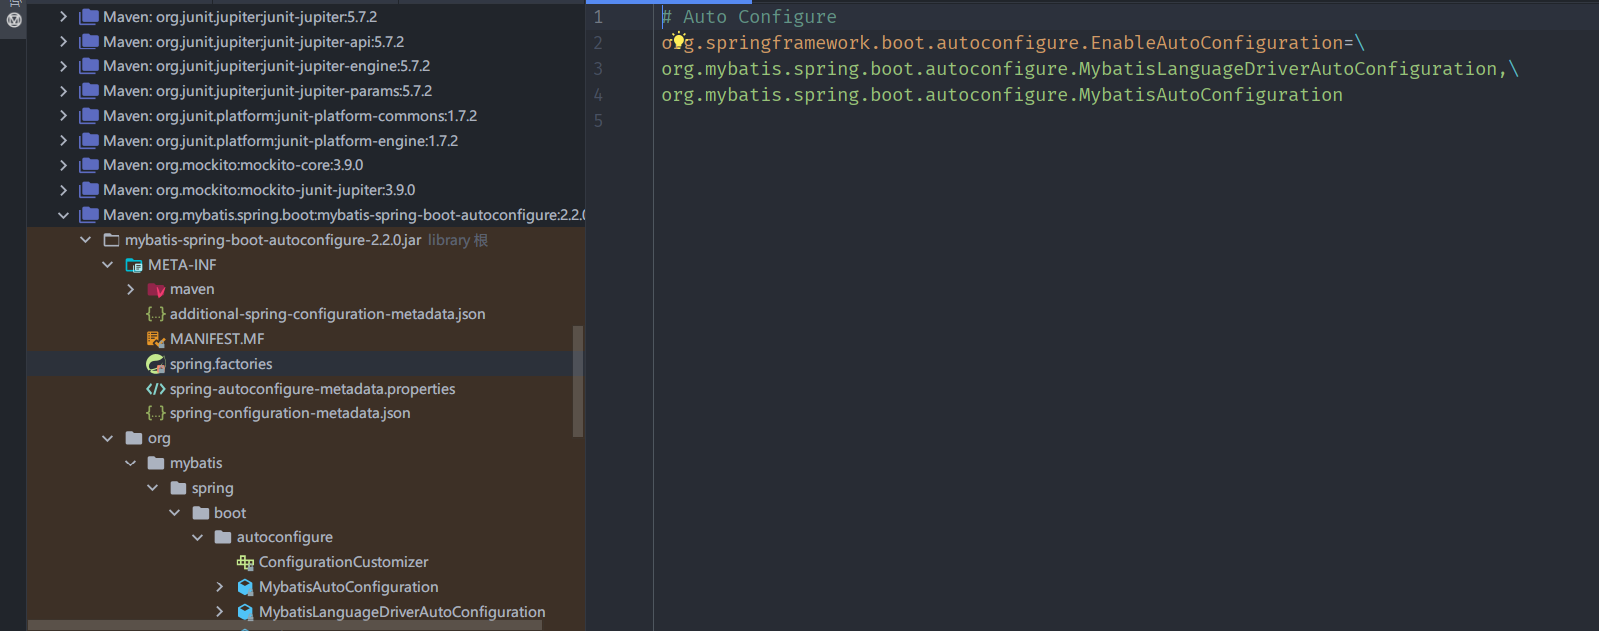 Maven: org.junit.jupiter:junit-jupiter:5.7.2
Maven: org.junit.jupiter:junit-jupiter-api:5.7.2
Maven: org.junit.jupiter:junit-jupiter-engine:5.7.2
Maven: org.junit.jupiter:junit-jupiter-params:5.7.2
Maven: org.junit.platform:junit-platform-commons:1.7.2
Maven: org.junit.platform:junit-platform-engine:1.7.2
Maven: org.mockito:mockito-core:3.9.0
Maven: org.mockito:mockito-junit-jupiter:3.9.0
Maven: org.mybatis.spring.boot:mybatis-spring-boot-autoconfigure:2.2.0
mybatis-spring-boot-autoconfigure-2.2.0.jar library 根
META-INF
maven
additional-spring-configuration-metadata.json
MANIFEST.MF
spring.factories
spring-autoconfigure-metadata.properties
spring-configuration-metadata.json
org
mybatis
spring
boot
autoconfigure
ConfigurationCustomizer
MybatisAutoConfiguration
MybatisLanguageDriverAutoConfiguration
1 # Auto Configure
2 org.springframework.boot.autoconfigure.EnableAutoConfiguration=\
3 org.mybatis.spring.boot.autoconfigure.MybatisLanguageDriverAutoConfiguration,\
4 org.mybatis.spring.boot.autoconfigure.MybatisAutoConfiguration
5